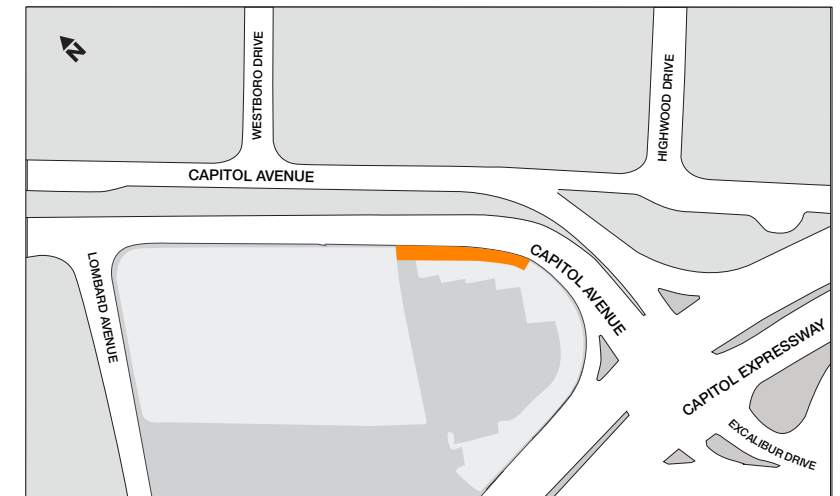 N
WESTBORO DRIVE
HIGHWOOD DRIVE
CAPITOL AVENUE
LOMBARD AVENUE
CAPITOL AVENUE
CAPITOL EXPRESSWAY
EXCALIBUR DRIVE